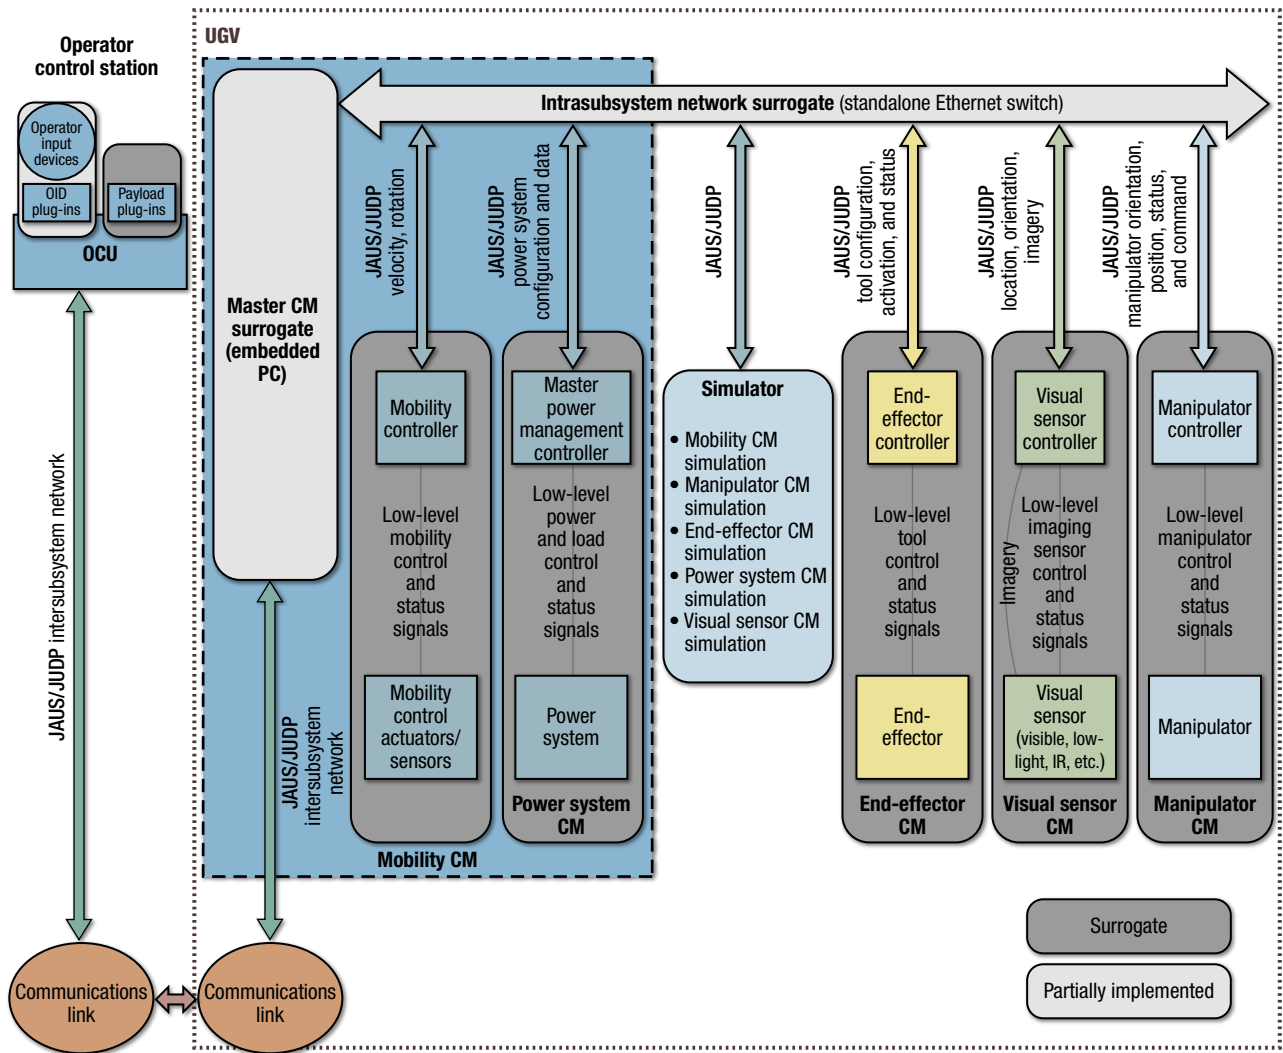 UGV
Operator
control station
Operator
input
devices
OID
plug-ins
Payload
plug-ins
OCU
JAUS/JUDP intersubsystem network
Communications
link
Communications
link
Master CM
surrogate
(embedded
PC)
JAUS/JUDP
intersubsystem
network
Intrasubsystem network surrogate (standalone Ethernet switch)
JAUS/JUDP
velocity, rotation
JAUS/JUDP
power system
configuration and data
JAUS/JUDP
JAUS/JUDP
tool configuration,
activation, and status
JAUS/JUDP
location, orientation,
imagery
JAUS/JUDP
manipulator orientation,
position, status,
and command
Mobility
controller
Low-level
mobility
control
and
status
signals
Mobility
control
actuators/
sensors
Mobility CM
Master
power
management
controller
Low-level
power
and load
control
and
status
signals
Power
system
Power system
CM
Simulator
• Mobility CM
simulation
• Manipulator CM
simulation
• End-effector CM
simulation
• Power system CM
simulation
• Visual sensor CM
simulation
End-
effector
controller
Low-level
tool
control
and
status
signals
End-
effector
End-effector
CM
Visual
sensor
controller
Imagery
Low-level
imaging
sensor
control
and
status
signals
Visual
sensor
(visible, low-
light, IR, etc.)
Visual sensor
CM
Manipulator
controller
Low-level
manipulator
control
and
status
signals
Manipulator
Manipulator
CM
Surrogate
Partially implemented